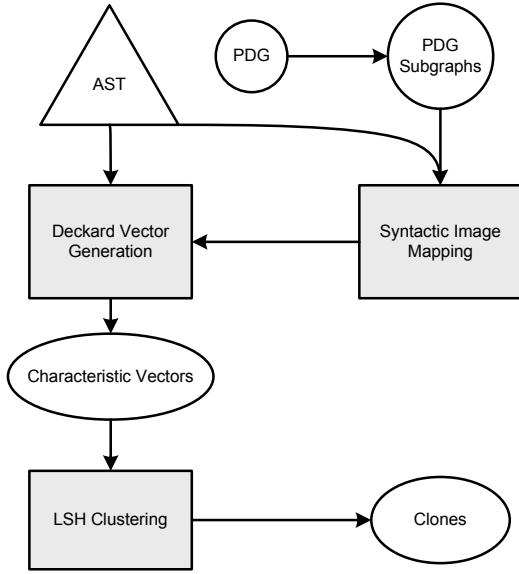 AST
PDG
PDG
Subgraphs
Deckard Vector
Generation
Syntactic Image
Mapping
Characteristic Vectors
LSH Clustering
Clones